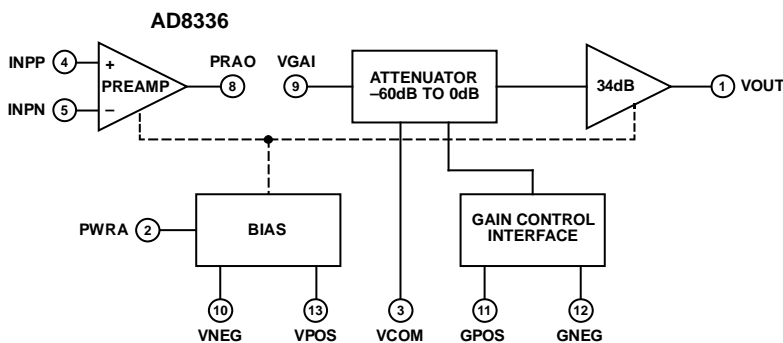 AD8336
INPP 4
+
PREAMP
INPN 5
–
PRAO
8
VGAI
9
ATTENUATOR
–60dB TO 0dB
34dB
1 VOUT
PWRA 2
BIAS
GAIN CONTROL
INTERFACE
10
13
3
11
12
VNEG
VPOS
VCOM
GPOS
GNEG